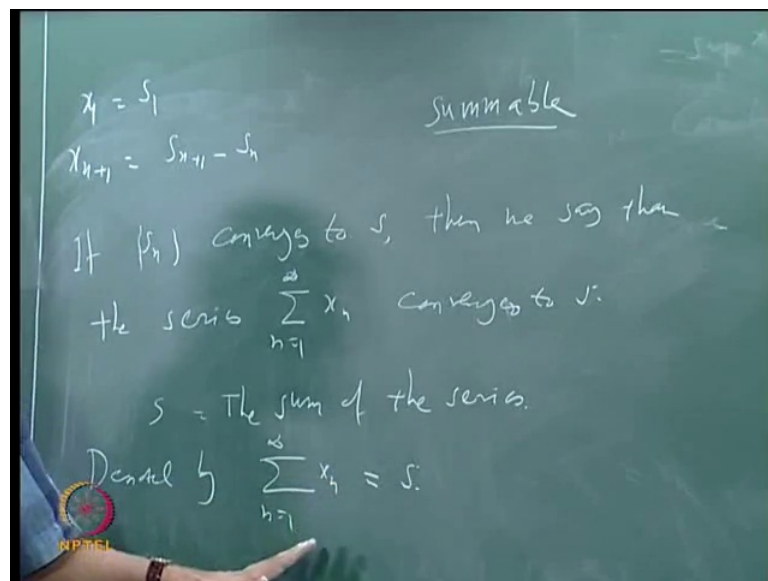 x₁ = S₁
Summable
xₙ₊₁ = Sₙ₊₁ - Sₙ
If (Sₙ) converges to S, then we say that
the series ∞∑n=1 xₙ converges to S.
S = The sum of the series.
Denoted by ∞∑n=1 xₙ = S.
NPTEL